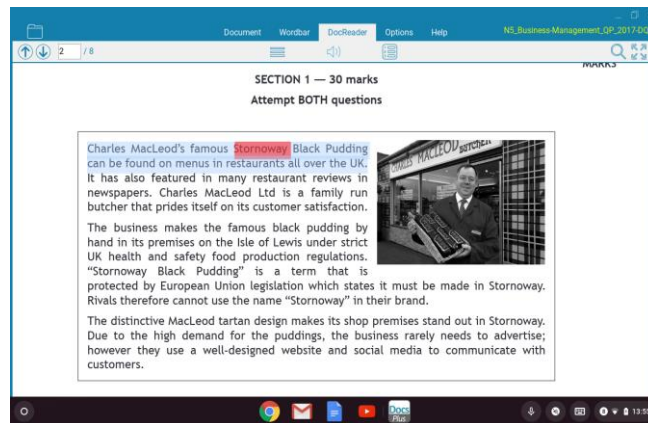 Document Wordbar DocReader Options Help N5_Business-Management_QP_2017-DC
2 / 8
MARKS
SECTION 1 — 30 marks
Attempt BOTH questions
Charles MacLeod's famous Stornoway Black Pudding
can be found on menus in restaurants all over the UK.
It has also featured in many restaurant reviews in
newspapers. Charles MacLeod Ltd is a family run
butcher that prides itself on its customer satisfaction.
CHARLES MACLEOD BUTCHER
The business makes the famous black pudding by
hand in its premises on the Isle of Lewis under strict
UK health and safety food production regulations.
“Stornoway Black Pudding” is a term that is
protected by European Union legislation which states it must be made in Stornoway.
Rivals therefore cannot use the name “Stornoway” in their brand.
The distinctive MacLeod tartan design makes its shop premises stand out in Stornoway.
Due to the high demand for the puddings, the business rarely needs to advertise;
however they use a well-designed website and social media to communicate with
customers.
Docs
Plus
13:55